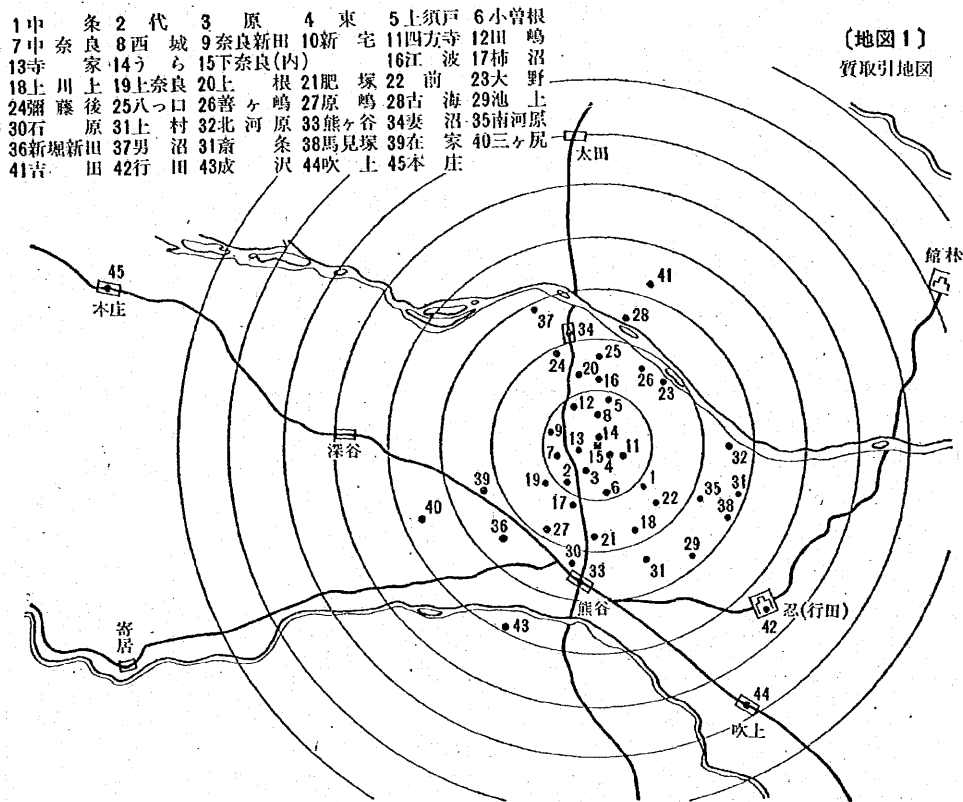 1中　条 2代 3原 4東 5上須戸 6小曽根
7中奈良 8西城 9奈良新田 10新宅 11四方寺 12田嶋
13寺家 14うら 15下奈良(内) 16江波 17柿沼
18上川上 19上奈良 20上根 21肥塚 22前 23大野
24彌藤後 25八っ口 26善ヶ嶋 27原嶋 28古海 29池上
30石原 31上村 32北河原 33熊ヶ谷 34妻沼 35南河原
36新堀新田 37男沼 31斎条 38馬見塚 39在家 40三ヶ尻
41吉田 42行田 43成沢 44吹上 45本庄
〔地図1〕
質取引地図
太田
館林
45
本庄
41
37
28
34
24
25
20
16
26
23
12
5
8
9
14
13
7
15
11
4
32
深谷
19
2
3
6
1
39
17
22
35
31
38
40
36
27
21
18
30
33
31
29
熊谷
忍(行田)
42
43
寄居
44
吹上